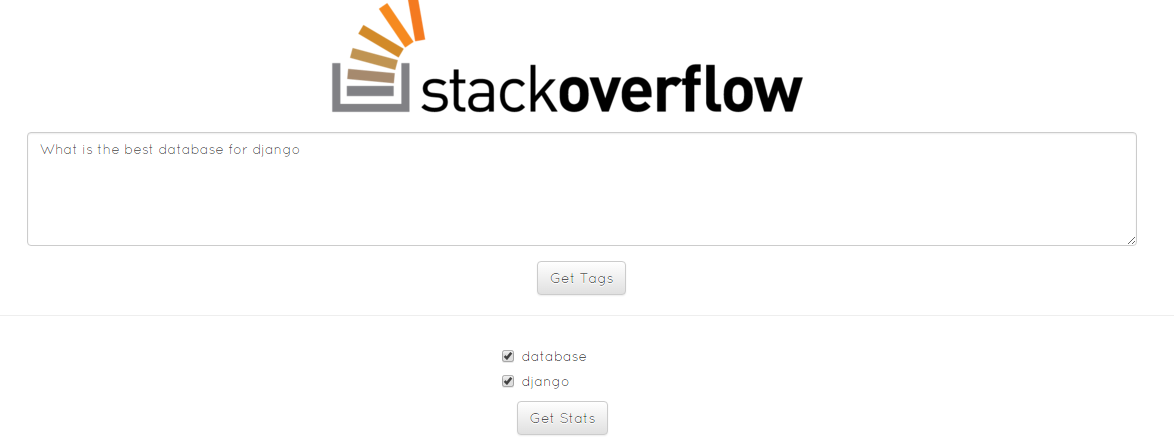 stackoverflow
What is the best database for django
Get Tags
database
django
Get Stats